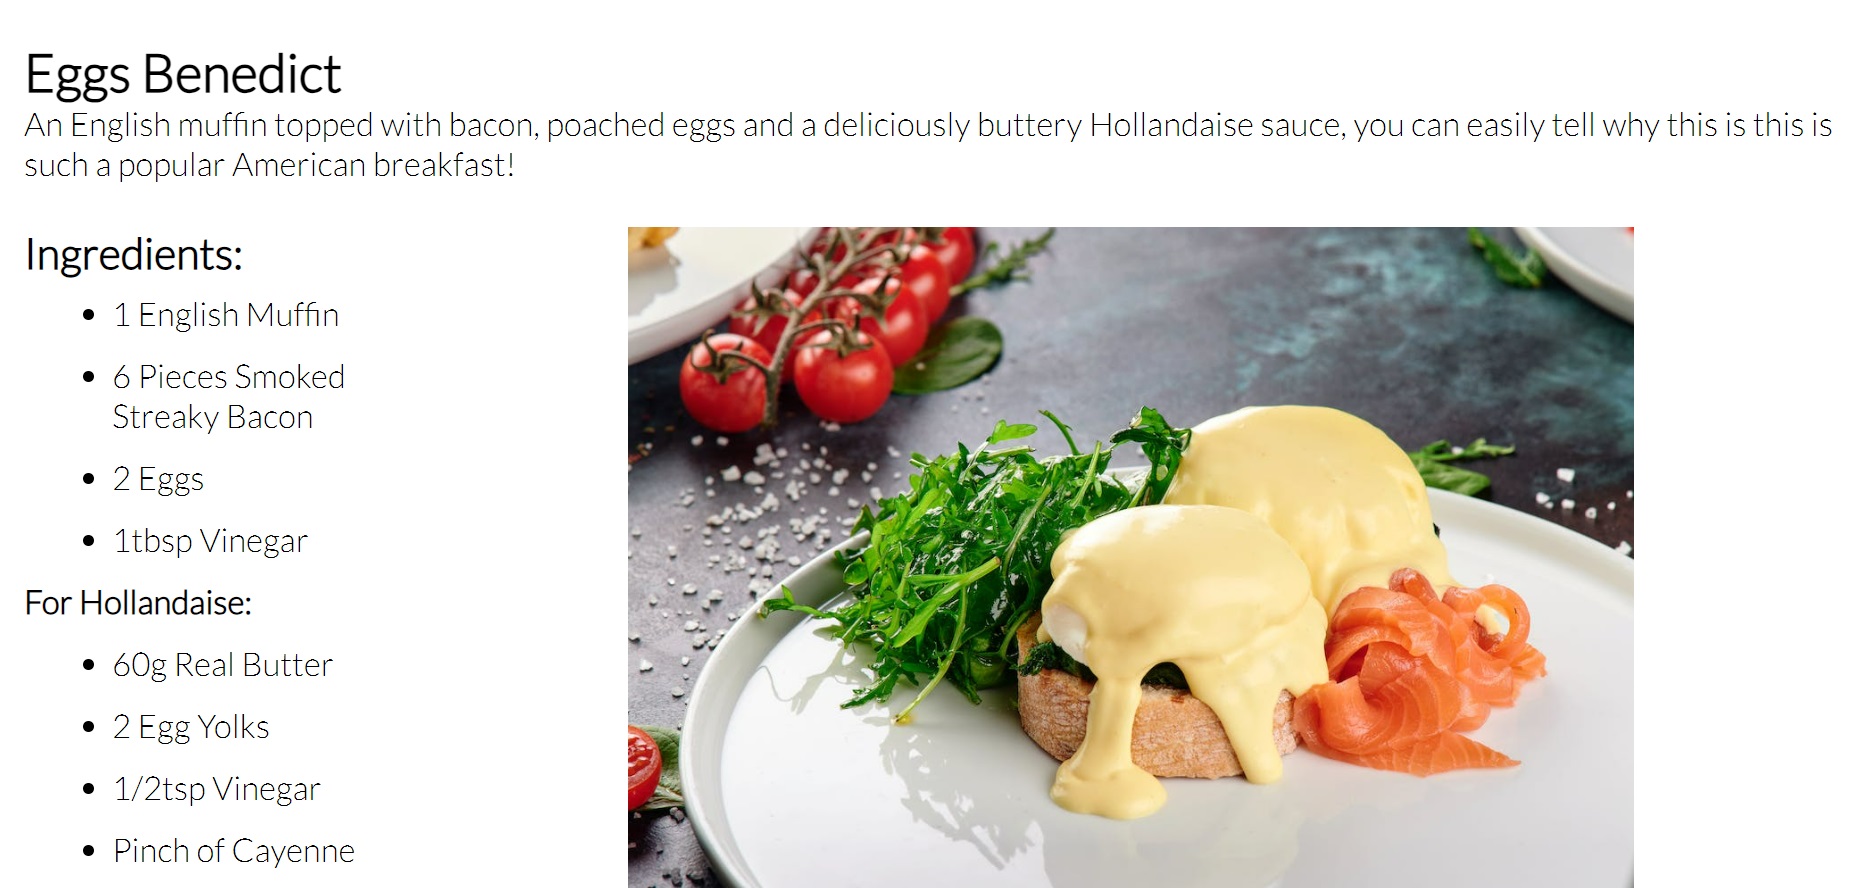 Eggs Benedict
An English muffin topped with bacon, poached eggs and a deliciously buttery Hollandaise sauce, you can easily tell why this is this is
such a popular American breakfast!
Ingredients:
• 1 English Muffin
• 6 Pieces Smoked
Streaky Bacon
• 2 Eggs
• 1tbsp Vinegar
For Hollandaise:
• 60g Real Butter
• 2 Egg Yolks
• 1/2tsp Vinegar
• Pinch of Cayenne